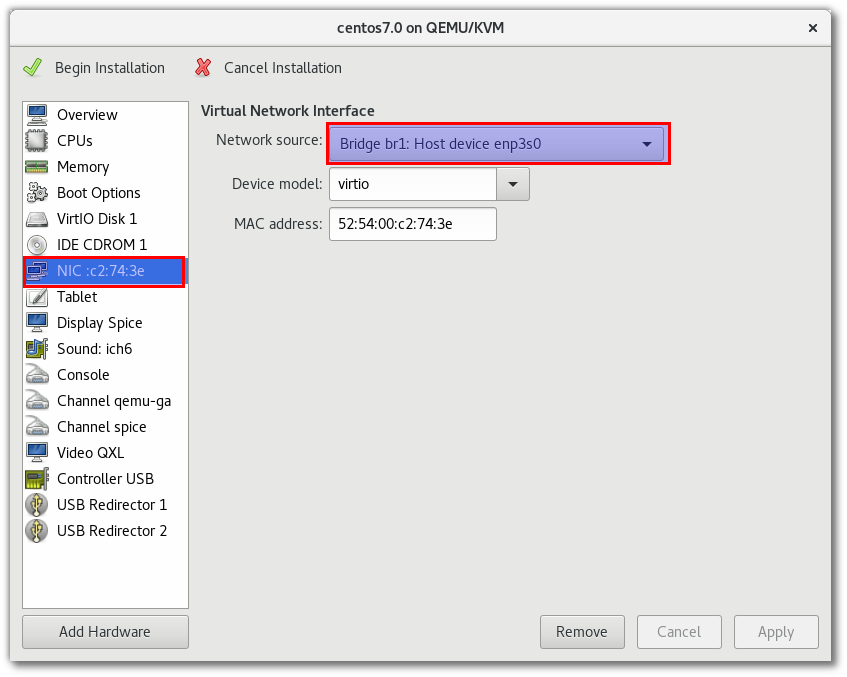 centos7.0 on QEMU/KVM
Begin Installation
Cancel Installation
Overview
CPUs
Memory
Boot Options
VirtIO Disk 1
IDE CDROM 1
NIC :c2:74:3e
Tablet
Display Spice
Sound: ich6
Console
Channel qemu-ga
Channel spice
Video QXL
Controller USB
USB Redirector 1
USB Redirector 2
Add Hardware
Virtual Network Interface
Network source: Bridge br1: Host device enp3s0
Device model: virtio
MAC address: 52:54:00:c2:74:3e
Remove
Cancel
Apply